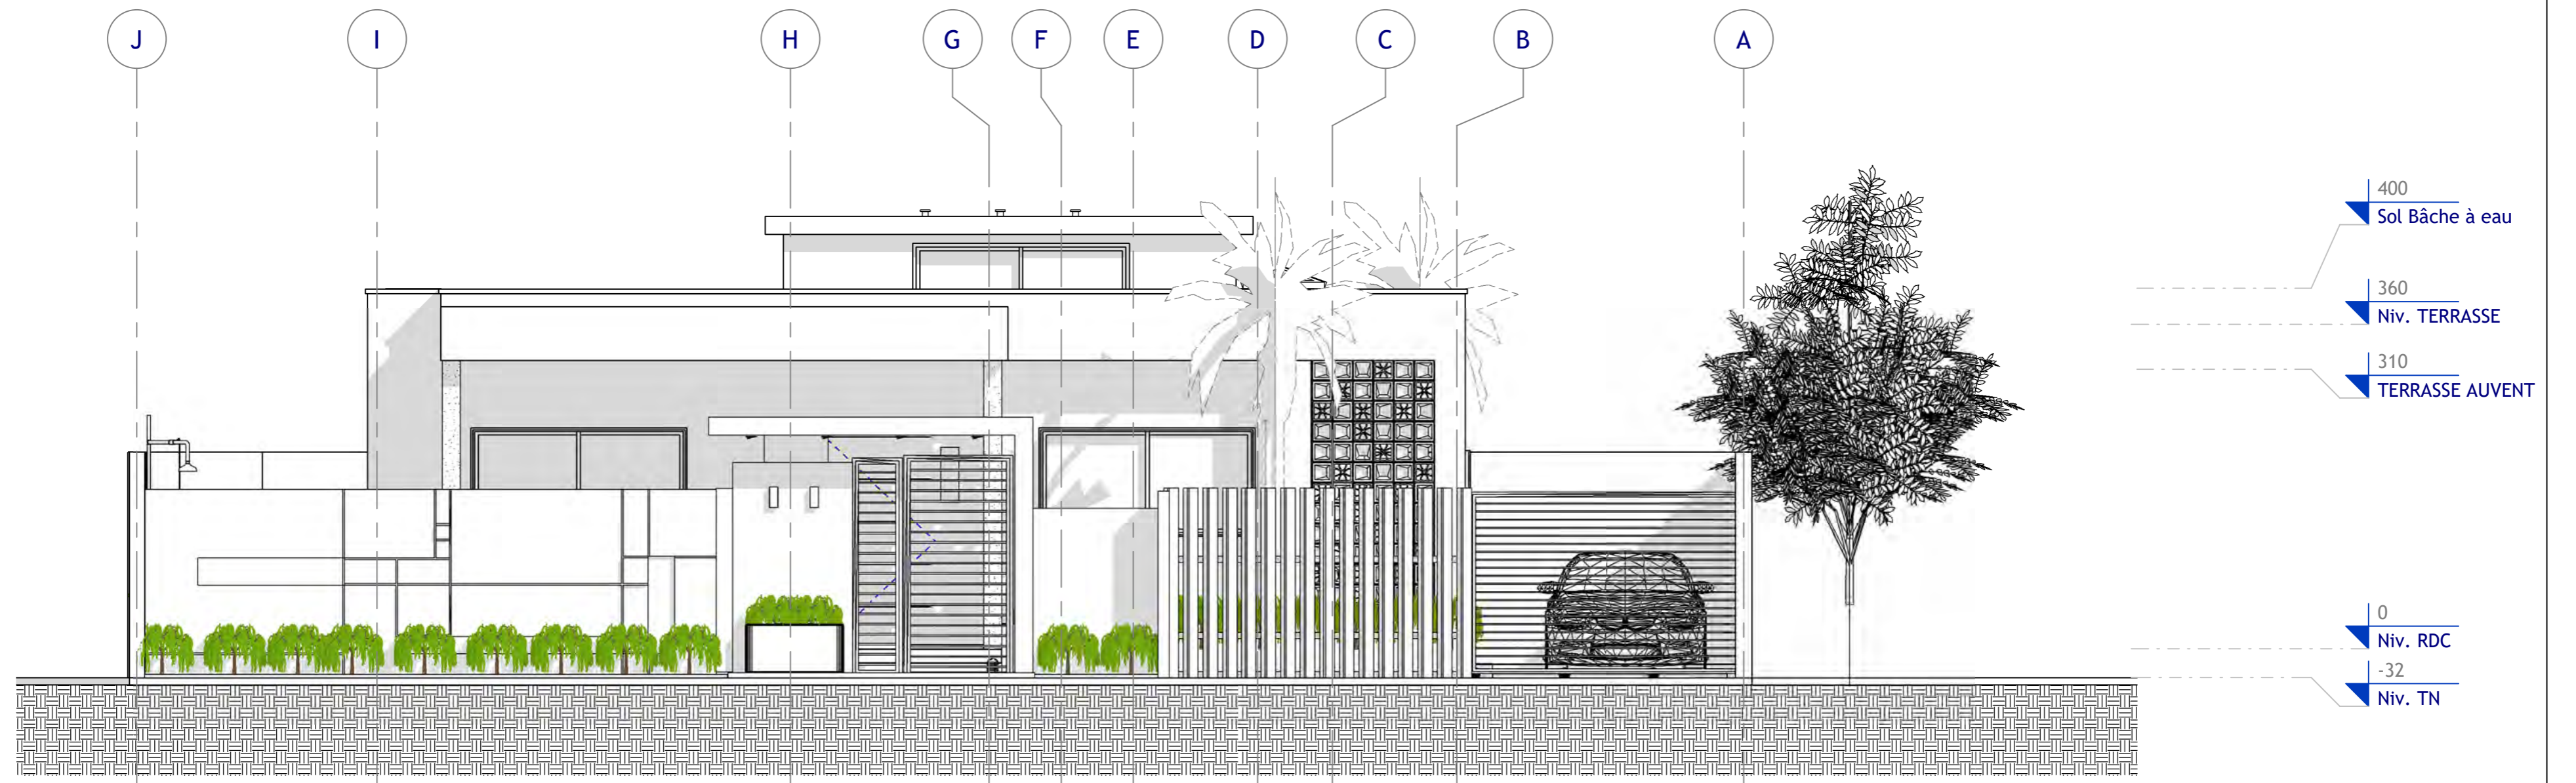 J I H G F E D C B A
400
Sol Bâche à eau
360
Niv. TERRASSE
310
TERRASSE AUVENT
0
Niv. RDC
-32
Niv. TN